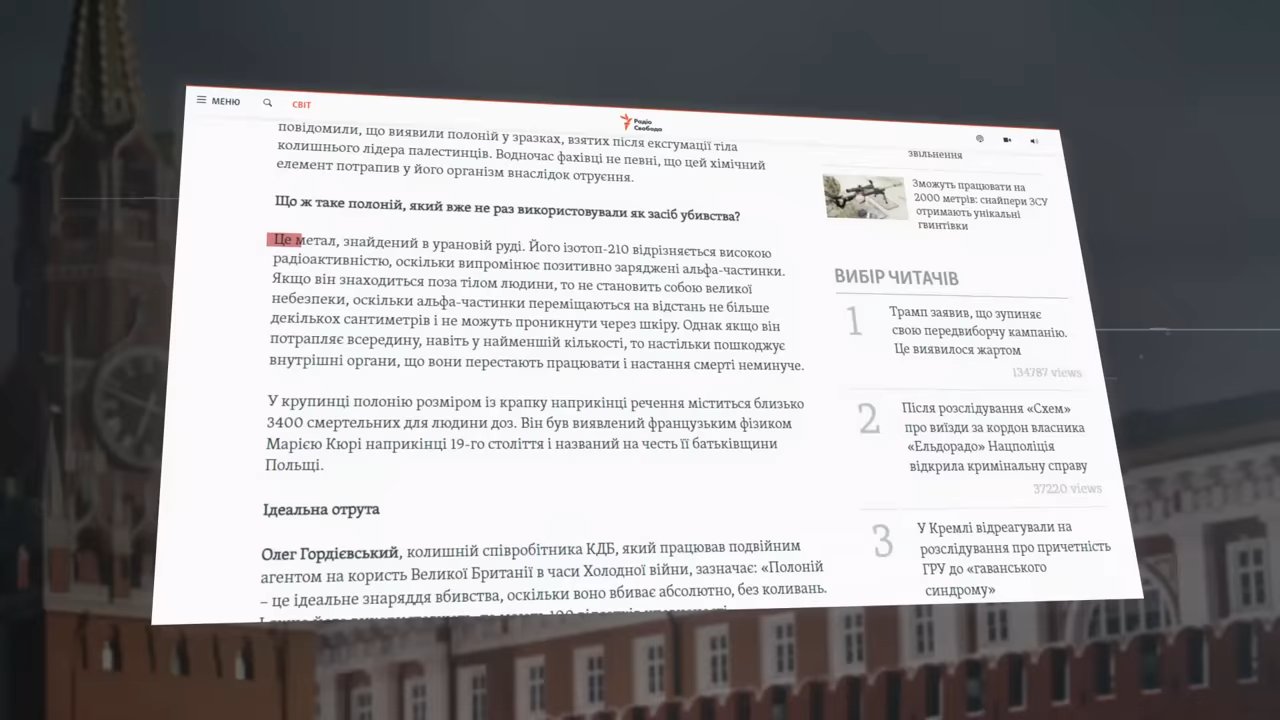 МЕНЮ
СВІТ
Радіо
Свобода
повідомили, що виявили полоній у зразках, взятих після ексгумації тіла
колишнього лідера палестинців. Водночас фахівці не певні, що цей хімічний
елемент потрапив у його організм внаслідок отруєння.
Що ж таке полоній, який вже не раз використовували як засіб убивства?
Це метал, знайдений в урановій руді. Його ізотоп-210 відрізняється високою
радіоактивністю, оскільки випромінює позитивно заряджені альфа-частинки.
Якщо він знаходиться поза тілом людини, то не становить собою великої
небезпеки, оскільки альфа-частинки переміщаються на відстань не більше
декількох сантиметрів і не можуть проникнути через шкіру. Однак якщо він
потрапляє всередину, навіть у найменшій кількості, то настільки пошкоджує
внутрішні органи, що вони перестають працювати і настання смерті неминуче.
У крупинці полонію розміром із крапку наприкінці речення міститься близько
3400 смертельних для людини доз. Він був виявлений французьким фізиком
Марією Кюрі наприкінці 19-го століття і названий на честь її батьківщини
Польщі.
Ідеальна отрута
Олег Гордієвський, колишній співробітника КДБ, який працював подвійним
агентом на користь Великої Британії в часи Холодної війни, зазначає: «Полоній
– це ідеальне знаряддя вбивства, оскільки воно вбиває абсолютно, без коливань.
звільнення
Зможуть працювати на
2000 метрів: снайпери ЗСУ
отримають унікальні
гвинтівки
ВИБІР ЧИТАЧІВ
1
Трамп заявив, що зупиняє
свою передвиборчу кампанію.
Це виявилося жартом
134787 views
2
Після розслідування «Схем»
про виїзди за кордон власника
«Ельдорадо» Нацполіція
відкрила кримінальну справу
37220 views
3
У Кремлі відреагували на
розслідування про причетність
ГРУ до «гаванського
синдрому»